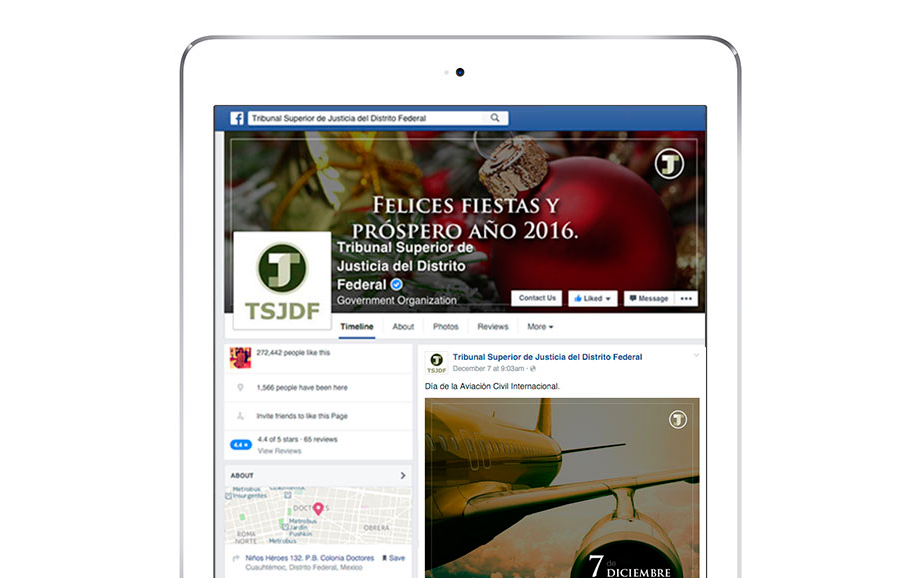 Tribunal Superior de Justicia del Distrito Federal
FELICES FIESTAS Y
PRÓSPERO AÑO 2016.
Tribunal Superior de
Justicia del Distrito
Federal
Government Organization
TSJDF
Contact Us
Liked
Message
Timeline
About
Photos
Reviews
More
272,442 people like this
1,566 people have been here
Invite friends to like this Page
4.4
4.4 of 5 stars · 65 reviews
View Reviews
ABOUT
Metrobus
Insurgentes
Cuauhtémoc
DOCTORES
Metrobus
Jardín
Pushkin
OBRERA
ROMA
NORTE
Metrobus
Niños Héroes 132. P.B. Colonia Doctores
Save
Cuauhtémoc, Distrito Federal, Mexico
TSJDF
Tribunal Superior de Justicia del Distrito Federal
December 7 at 9:03am ·
Día de la Aviación Civil Internacional.
7 de
DICIEMBRE